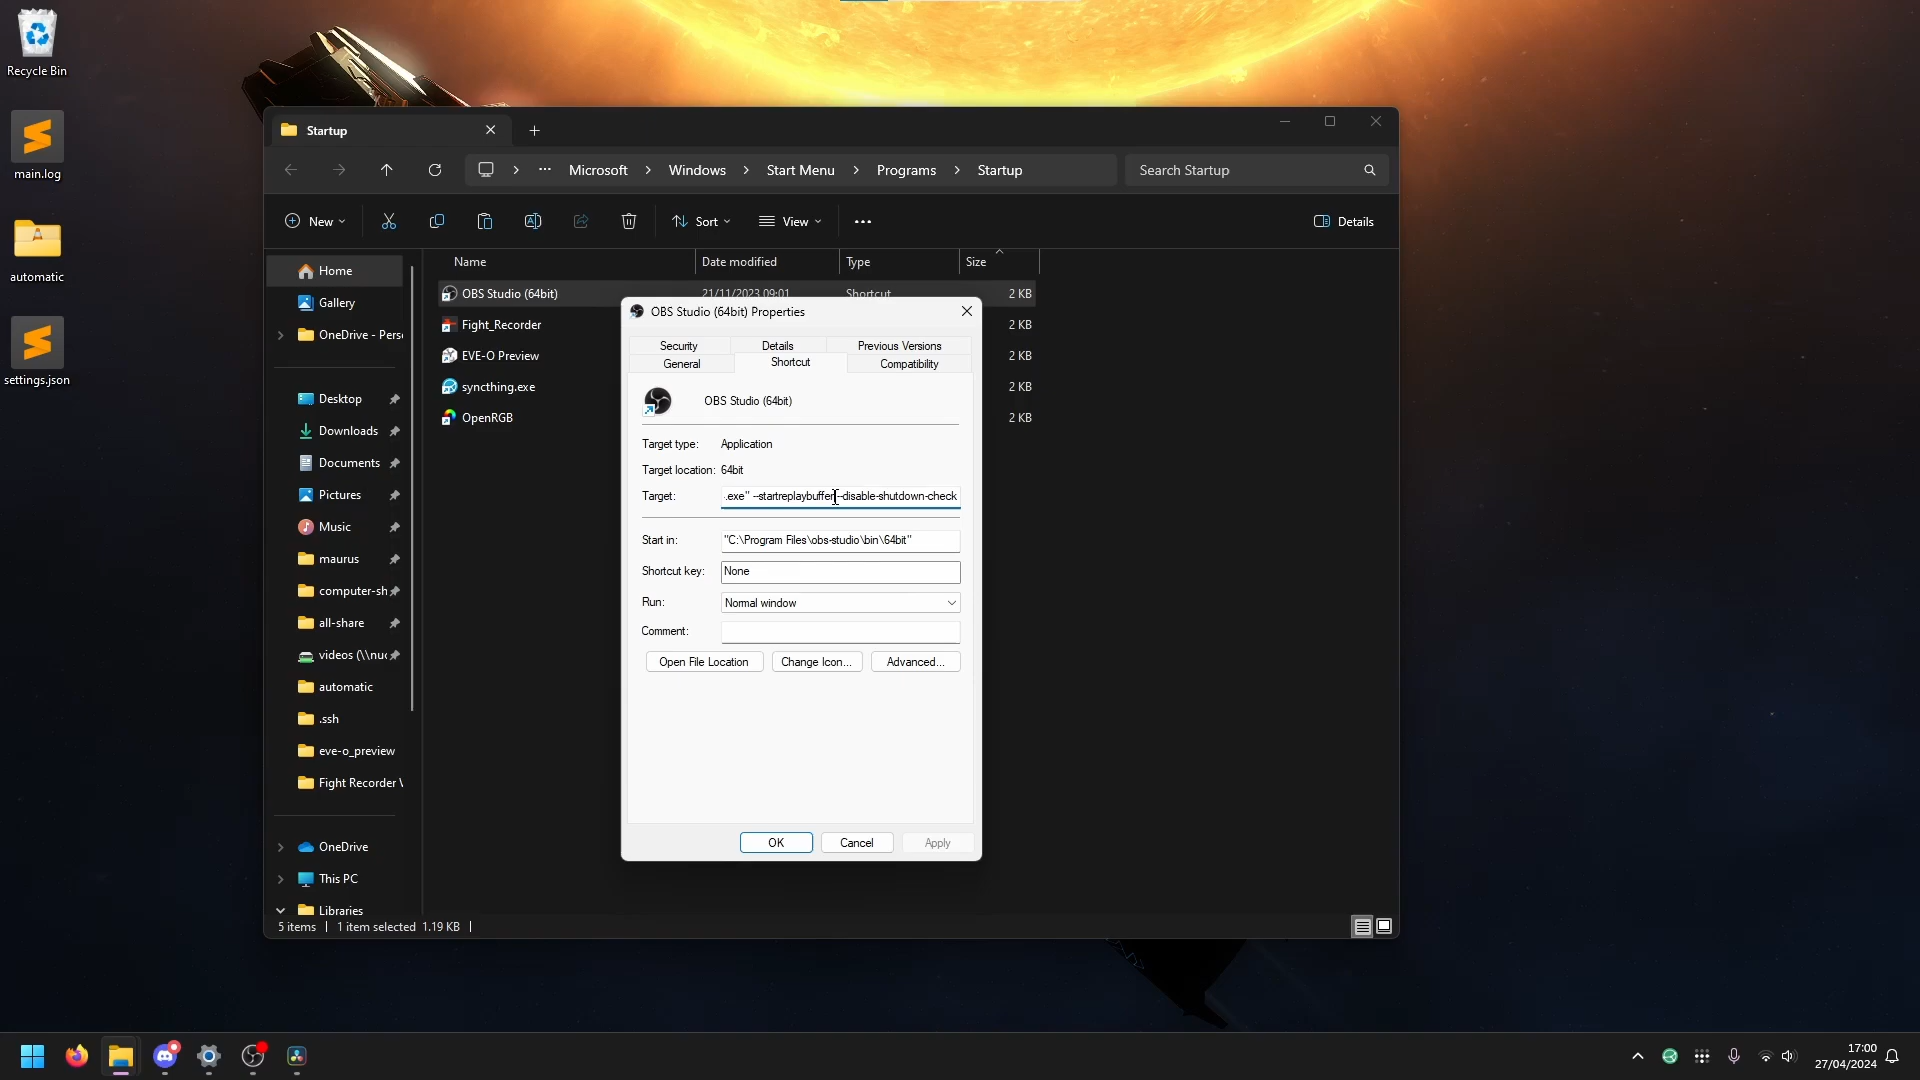 Recycle Bin
main.log
automatic
settings.json
Startup
Microsoft
Windows
Start Menu
Programs
Startup
Search Startup
New
Sort
View
Details
Name
Date modified
Type
Size
Home
Gallery
OneDrive - Pers
Desktop
Downloads
Documents
Pictures
Music
maurus
computer-sh
all-share
videos (\\nuc
automatic
.ssh
eve-o_preview
Fight Recorder V
OneDrive
This PC
Libraries
OBS Studio (64bit)
21/11/2023 09:01
Shortcut
2 KB
Fight_Recorder
2 KB
EVE-O Preview
2 KB
syncthing.exe
2 KB
OpenRGB
2 KB
OBS Studio (64bit) Properties
Security
Details
Previous Versions
General
Shortcut
Compatibility
OBS Studio (64bit)
Target type: Application
Target location: 64bit
Target: .exe" --startreplaybuffer --disable-shutdown-check
Start in: "C:\Program Files\obs-studio\bin\64bit"
Shortcut key: None
Run: Normal window
Comment:
Open File Location
Change Icon...
Advanced...
OK
Cancel
Apply
5 items
1 item selected 1.19 KB
17:00
27/04/2024